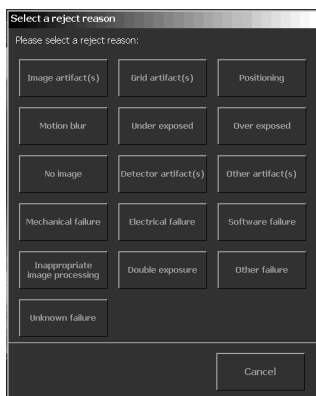 Select a reject reason
Please select a reject reason:
Image artifact(s) Grid artifact(s) Positioning
Motion blur Under exposed Over exposed
No image Detector artifact(s) Other artifact(s)
Mechanical failure Electrical failure Software failure
Inappropriate
image processing Double exposure Other failure
Unknown failure
Cancel